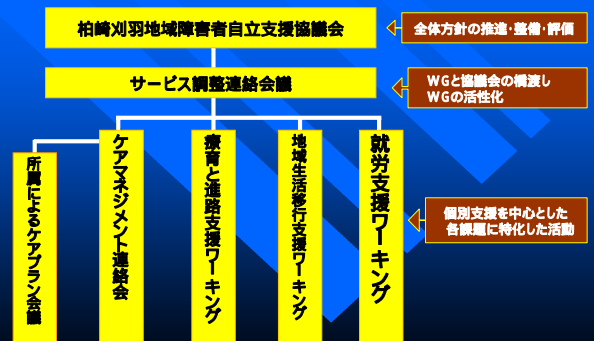 柏崎刈羽地域障害者自立支援協議会
全体方針の推進・整備・評価
サービス調整連絡会議
WGと協議会の橋渡し
WGの活性化
所属によるケアプラン会議
ケアマネジメント連絡会
療育と進路支援ワーキング
地域生活移行支援ワーキング
就労支援ワーキング
個別支援を中心とした
各課題に特化した活動